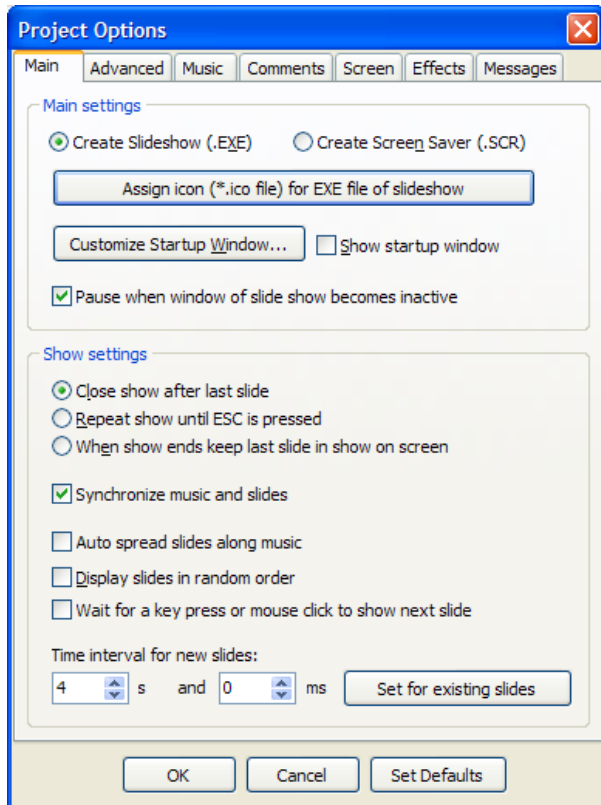 Project Options
Main Advanced Music Comments Screen Effects Messages
Main settings
Create Slideshow (.EXE) Create Screen Saver (.SCR)
Assign icon (*.ico file) for EXE file of slideshow
Customize Startup Window... Show startup window
Pause when window of slide show becomes inactive
Show settings
Close show after last slide
Repeat show until ESC is pressed
When show ends keep last slide in show on screen
Synchronize music and slides
Auto spread slides along music
Display slides in random order
Wait for a key press or mouse click to show next slide
Time interval for new slides:
4 s and 0 ms Set for existing slides
OK Cancel Set Defaults